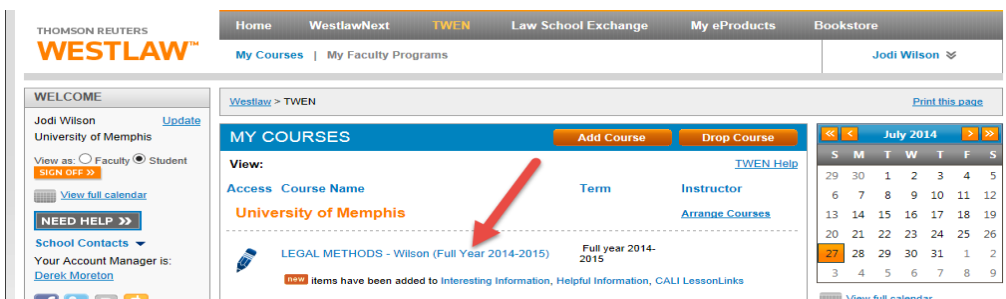 Home WestlawNext TWEN Law School Exchange My eProducts Bookstore
THOMSON REUTERS
WESTLAW™
My Courses | My Faculty Programs
Jodi Wilson
WELCOME
Jodi Wilson Update
University of Memphis
View as: Faculty Student
SIGN OFF »
View full calendar
NEED HELP »
School Contacts
Your Account Manager is:
Derek Moreton
Westlaw > TWEN
Print this page
MY COURSES
Add Course Drop Course
View:
TWEN Help
Access Course Name Term Instructor
University of Memphis
Arrange Courses
LEGAL METHODS - Wilson (Full Year 2014-2015)
Full year 2014-
2015
new items have been added to Interesting Information, Helpful Information, CALI LessonLinks
« < July 2014 > »
S M T W T F S
29 30 1 2 3 4 5
6 7 8 9 10 11 12
13 14 15 16 17 18 19
20 21 22 23 24 25 26
27 28 29 30 31 1 2
3 4 5 6 7 8 9
View full calendar